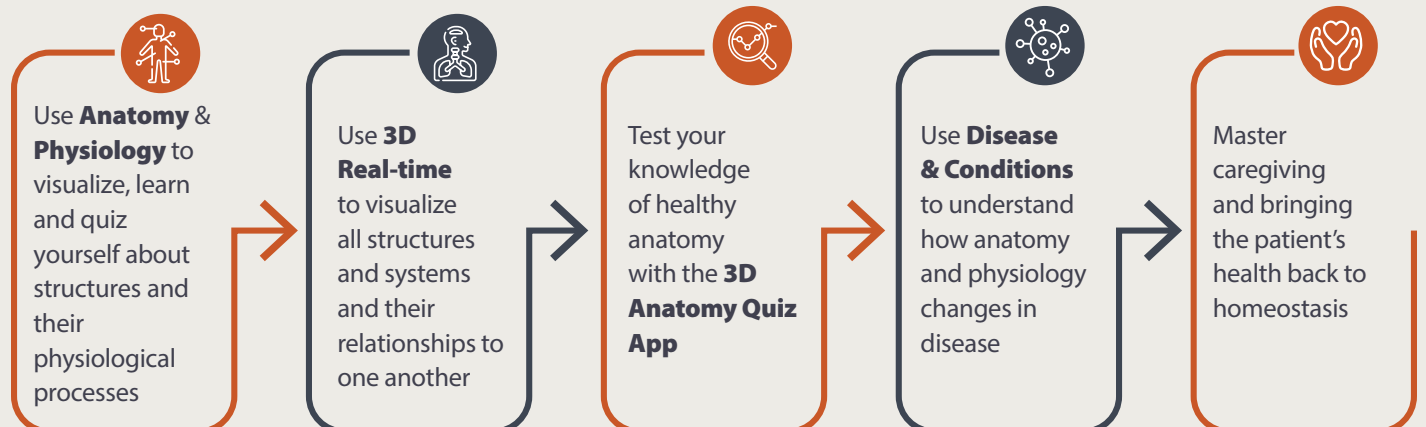 Use Anatomy &
Physiology to
visualize, learn
and quiz
yourself about
structures and
their
physiological
processes
Use 3D
Real-time
to visualize
all structures
and systems
and their
relationships to
one another
Test your
knowledge
of healthy
anatomy
with the 3D
Anatomy Quiz
App
Use Disease
& Conditions
to understand
how anatomy
and physiology
changes in
disease
Master
caregiving
and bringing
the patient’s
health back to
homeostasis